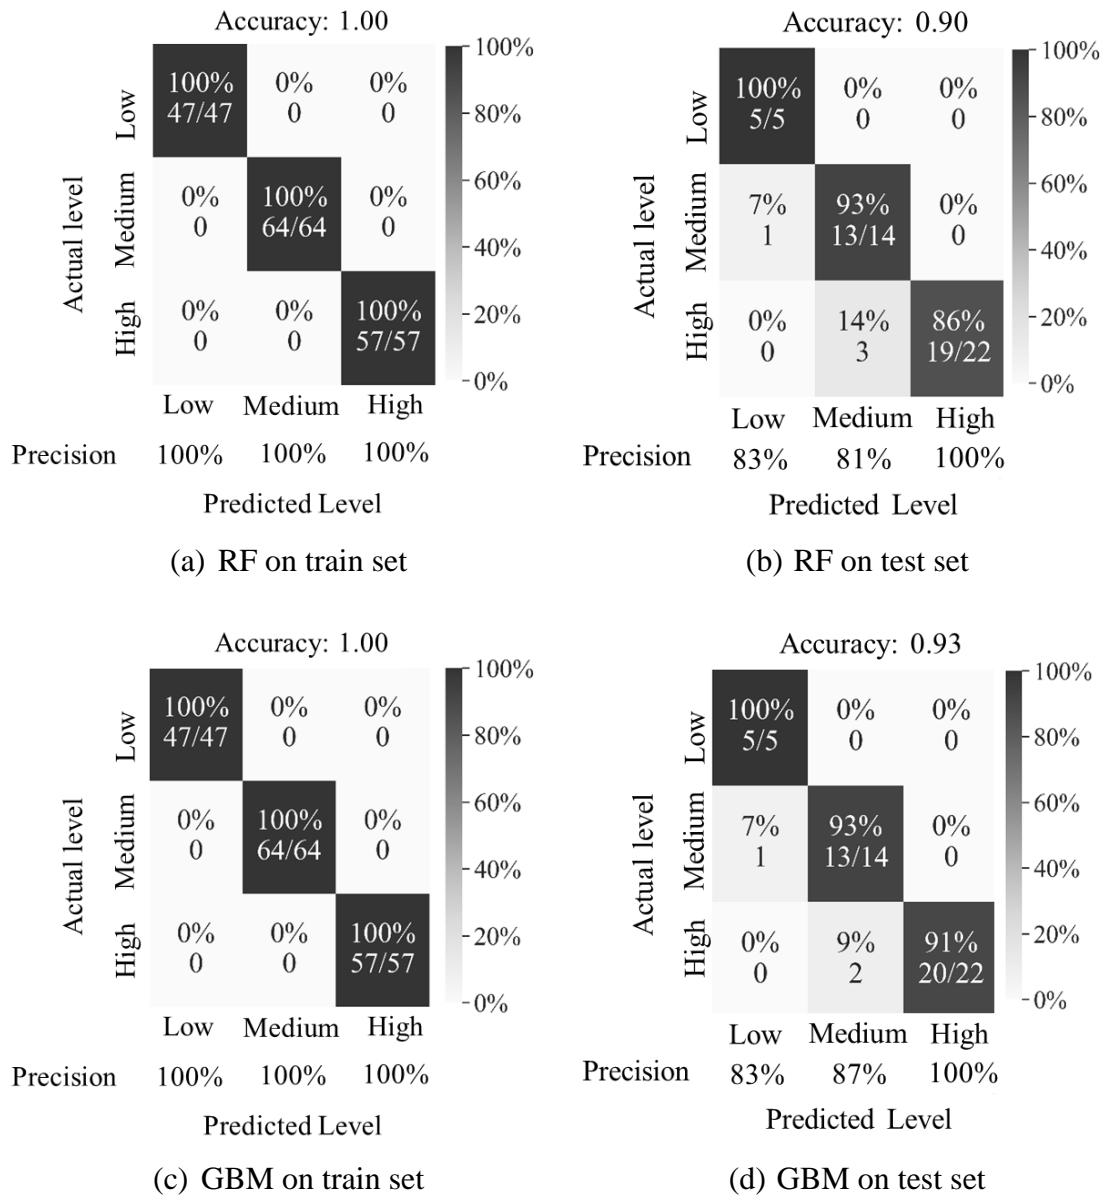 Accuracy: 1.00
100% 0% 0%
47/47 0 0
0% 100% 0%
0 64/64 0
0% 0% 100%
0 0 57/57
Actual level
Low
Medium
High
100%
80%
60%
40%
20%
0%
Low Medium High
Precision 100% 100% 100%
Predicted Level
(a) RF on train set
Accuracy: 0.90
100% 0% 0%
5/5 0 0
7% 93% 0%
1 13/14 0
0% 14% 86%
0 3 19/22
Actual level
Low
Medium
High
100%
80%
60%
40%
20%
0%
Low Medium High
Precision 83% 81% 100%
Predicted Level
(b) RF on test set
Accuracy: 1.00
100% 0% 0%
47/47 0 0
0% 100% 0%
0 64/64 0
0% 0% 100%
0 0 57/57
Actual level
Low
Medium
High
100%
80%
60%
40%
20%
0%
Low Medium High
Precision 100% 100% 100%
Predicted Level
(c) GBM on train set
Accuracy: 0.93
100% 0% 0%
5/5 0 0
7% 93% 0%
1 13/14 0
0% 9% 91%
0 2 20/22
Actual level
Low
Medium
High
100%
80%
60%
40%
20%
0%
Low Medium High
Precision 83% 87% 100%
Predicted Level
(d) GBM on test set